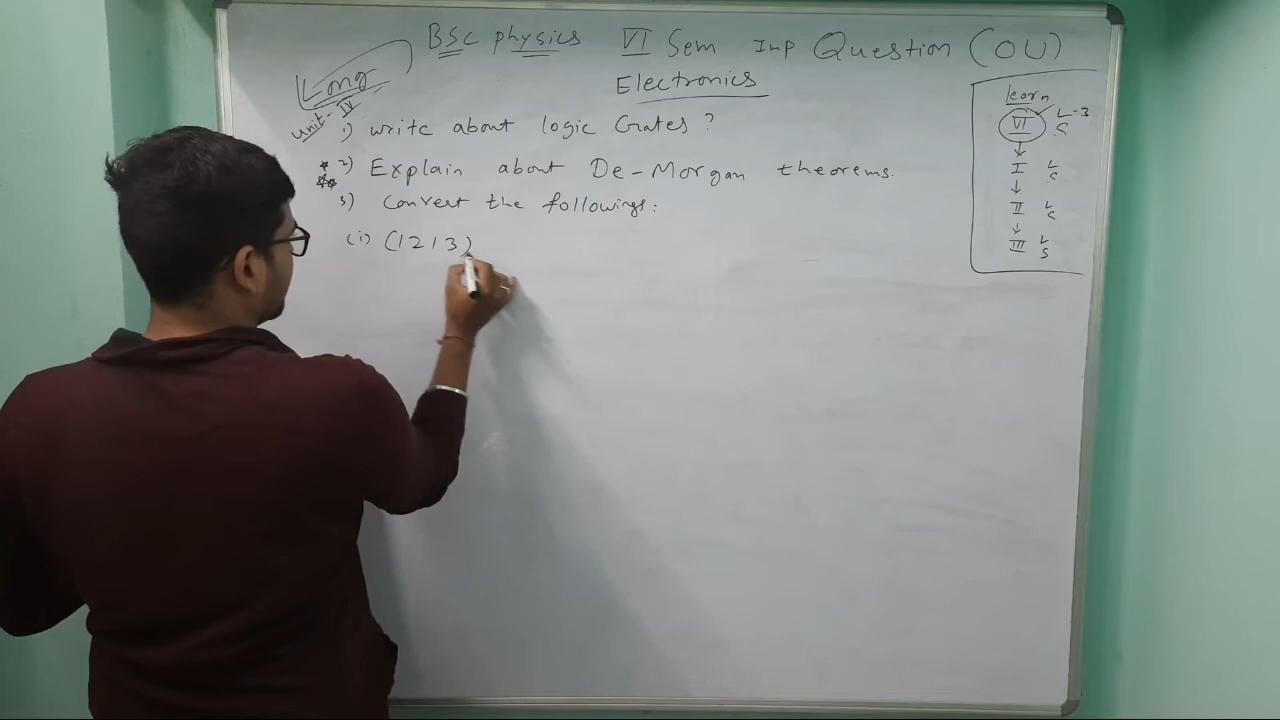 BSc physics VI Sem Imp Question (OU)
Electronics
Long
Unit-IV
1) write about logic Gates ?
2) Explain about De-Morgan theorems.
3) Convert the followings:
(i) (1213)
learn
VI L-3 S
I L S
II L S
III L S